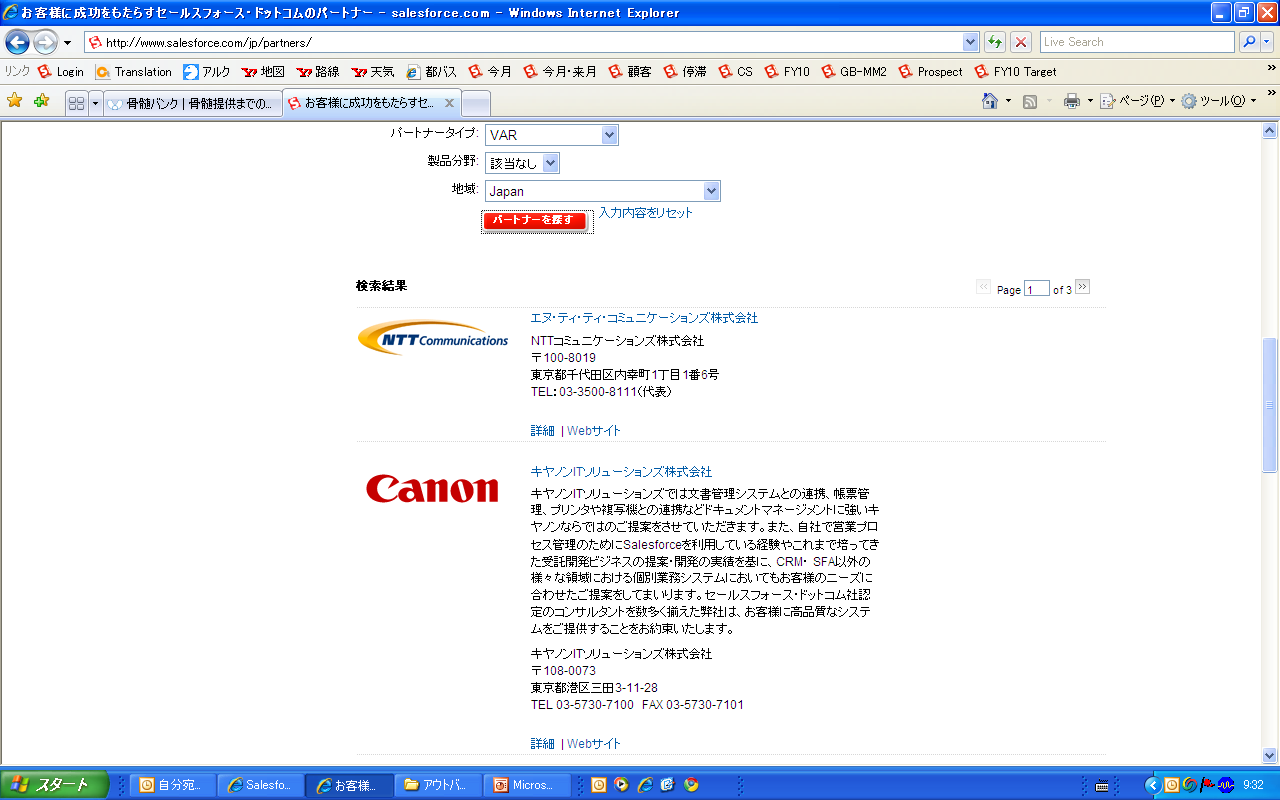 お客様に成功をもたらすセールスフォース・ドットコムのパートナー - salesforce.com - Windows Internet Explorer
http://www.salesforce.com/jp/partners/
Live Search
リンク Login Translation アルク 地図 路線 天気 都バス 今月 今月・来月 顧客 停滞 CS FY10 GB-MM2 Prospect FY10 Target
骨髄バンク | 骨髄提供までの... お客様に成功をもたらすセ... ページ(P) ツール(O)
パートナータイプ: VAR
製品分野: 該当なし
地域: Japan
パートナーを探す 入力内容をリセット
検索結果 Page 1 of 3
NTT Communications
エヌ・ティ・ティ・コミュニケーションズ株式会社
NTTコミュニケーションズ株式会社
〒100-8019
東京都千代田区内幸町1丁目1番6号
TEL：03-3500-8111（代表）
詳細 | Webサイト
Canon
キヤノンITソリューションズ株式会社
キヤノンITソリューションズでは文書管理システムとの連携、帳票管
理、プリンタや複写機との連携などドキュメントマネージメントに強いキ
ヤノンならではのご提案をさせていただきます。また、自社で営業プロ
セス管理のためにSalesforceを利用している経験やこれまで培ってき
た受託開発ビジネスの提案・開発の実績を基に、CRM・ SFA以外の
様々な領域における個別業務システムにおいてもお客様のニーズに
合わせたご提案をしてまいります。セールスフォース・ドットコム社認
定のコンサルタントを数多く揃えた弊社は、お客様に高品質なシステ
ムをご提供することをお約束いたします。
キヤノンITソリューションズ株式会社
〒108-0073
東京都港区三田3-11-28
TEL 03-5730-7100 FAX 03-5730-7101
詳細 | Webサイト
スタート 自分宛... Salesfo... お客様... アウトバ... Micros... 9:32